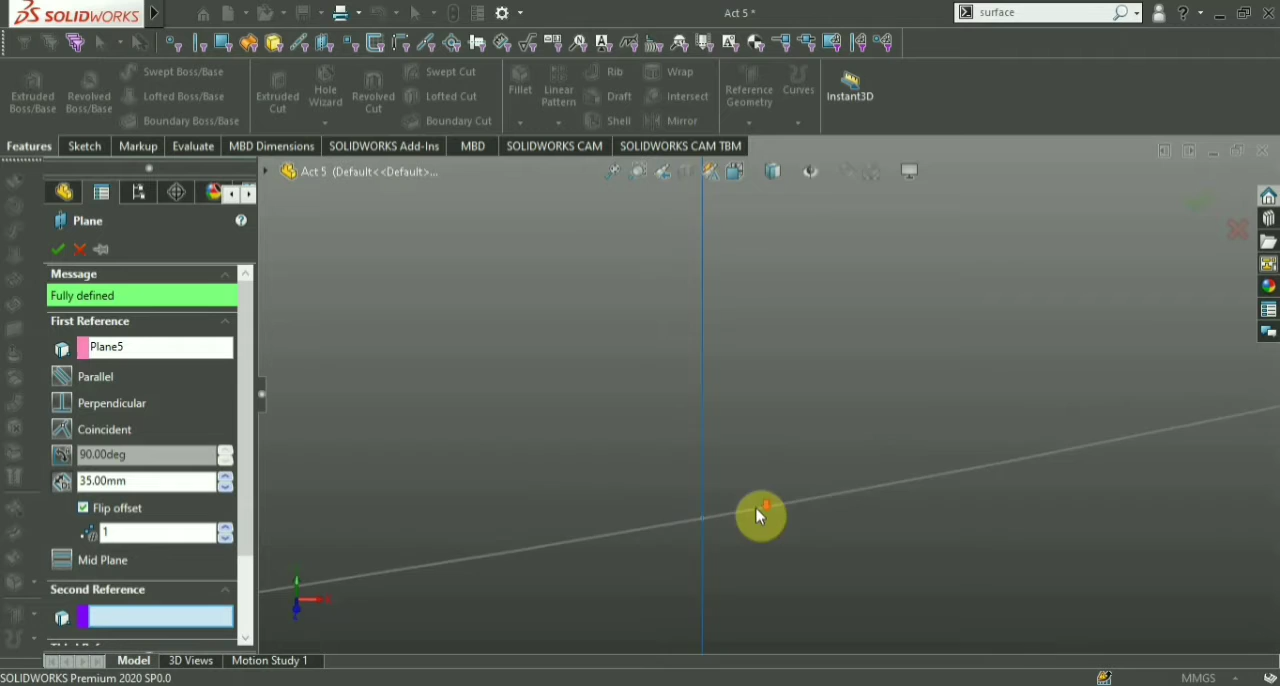 SOLIDWORKS
Act 5 *
surface
Extruded Boss/Base
Revolved Boss/Base
Swept Boss/Base
Lofted Boss/Base
Boundary Boss/Base
Extruded Cut
Hole Wizard
Revolved Cut
Swept Cut
Lofted Cut
Boundary Cut
Fillet
Linear Pattern
Rib
Draft
Shell
Wrap
Intersect
Mirror
Reference Geometry
Curves
Instant3D
Features Sketch Markup Evaluate MBD Dimensions SOLIDWORKS Add-Ins MBD SOLIDWORKS CAM SOLIDWORKS CAM TBM
Act 5 (Default<<Default>...
Plane
Message
Fully defined
First Reference
Plane5
Parallel
Perpendicular
Coincident
90.00deg
35.00mm
Flip offset
1
Mid Plane
Second Reference
Model 3D Views Motion Study 1
SOLIDWORKS Premium 2020 SP0.0
MMGS